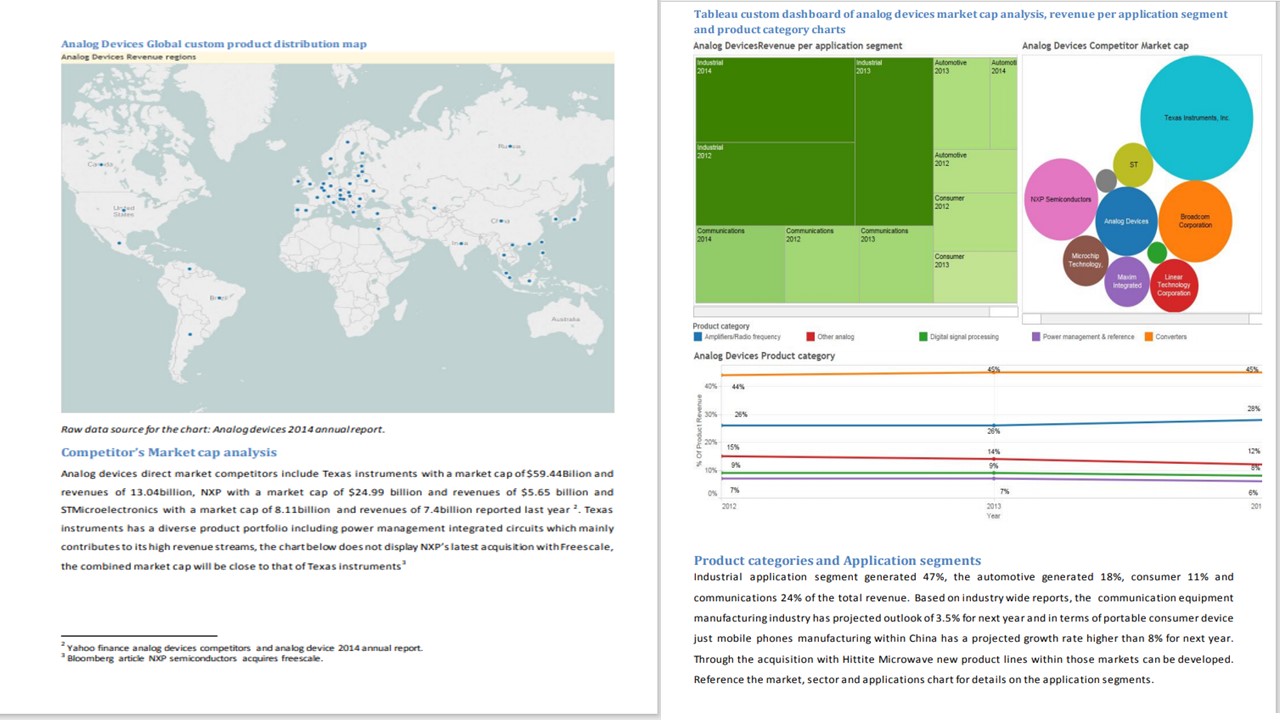 Analog Devices Global custom product distribution map
Analog Devices Revenue regions
Canada
United
States
Russia
China
India
Brazil
Australia
Raw data source for the chart: Analog devices 2014 annual report.
Competitor's Market cap analysis
Analog devices direct market competitors include Texas instruments with a market cap of $59.44Bilion and
revenues of 13.04billion, NXP with a market cap of $24.99 billion and revenues of $5.65 billion and
STMicroelectronics with a market cap of 8.11billion and revenues of 7.4billion reported last year 2. Texas
instruments has a diverse product portfolio including power management integrated circuits which mainly
contributes to its high revenue streams, the chart below does not display NXP's latest acquisition with Freescale,
the combined market cap will be close to that of Texas instruments3
2 Yahoo finance analog devices competitors and analog device 2014 annual report.
3 Bloomberg article NXP semiconductors acquires freescale.
Tableau custom dashboard of analog devices market cap analysis, revenue per application segment
and product category charts
Analog DevicesRevenue per application segment
Industrial
2014
Industrial
2013
Automotive
2013
Automoti
2014
Industrial
2012
Automotive
2012
Consumer
2012
Communications
2014
Communications
2012
Communications
2013
Consumer
2013
Analog Devices Competitor Market cap
Texas Instruments, Inc.
ST
NXP Semiconductors
Analog Devices
Broadcom
Corporation
Microchip
Technology,
Maxim
Integrated
Linear
Technology
Corporation
Product category
Amplifiers/Radio frequency
Other analog
Digital signal processing
Power management & reference
Converters
Analog Devices Product category
% Of Product Revenue
40%
30%
20%
10%
0%
44%
45%
45%
26%
26%
28%
15%
14%
12%
9%
9%
8%
7%
7%
6%
2012
2013
201
Year
Product categories and Application segments
Industrial application segment generated 47%, the automotive generated 18%, consumer 11% and
communications 24% of the total revenue. Based on industry wide reports, the communication equipment
manufacturing industry has projected outlook of 3.5% for next year and in terms of portable consumer device
just mobile phones manufacturing within China has a projected growth rate higher than 8% for next year.
Through the acquisition with Hittite Microwave new product lines within those markets can be developed.
Reference the market, sector and applications chart for details on the application segments.